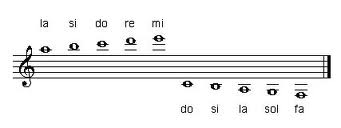 la si do re mi
do si la sol fa